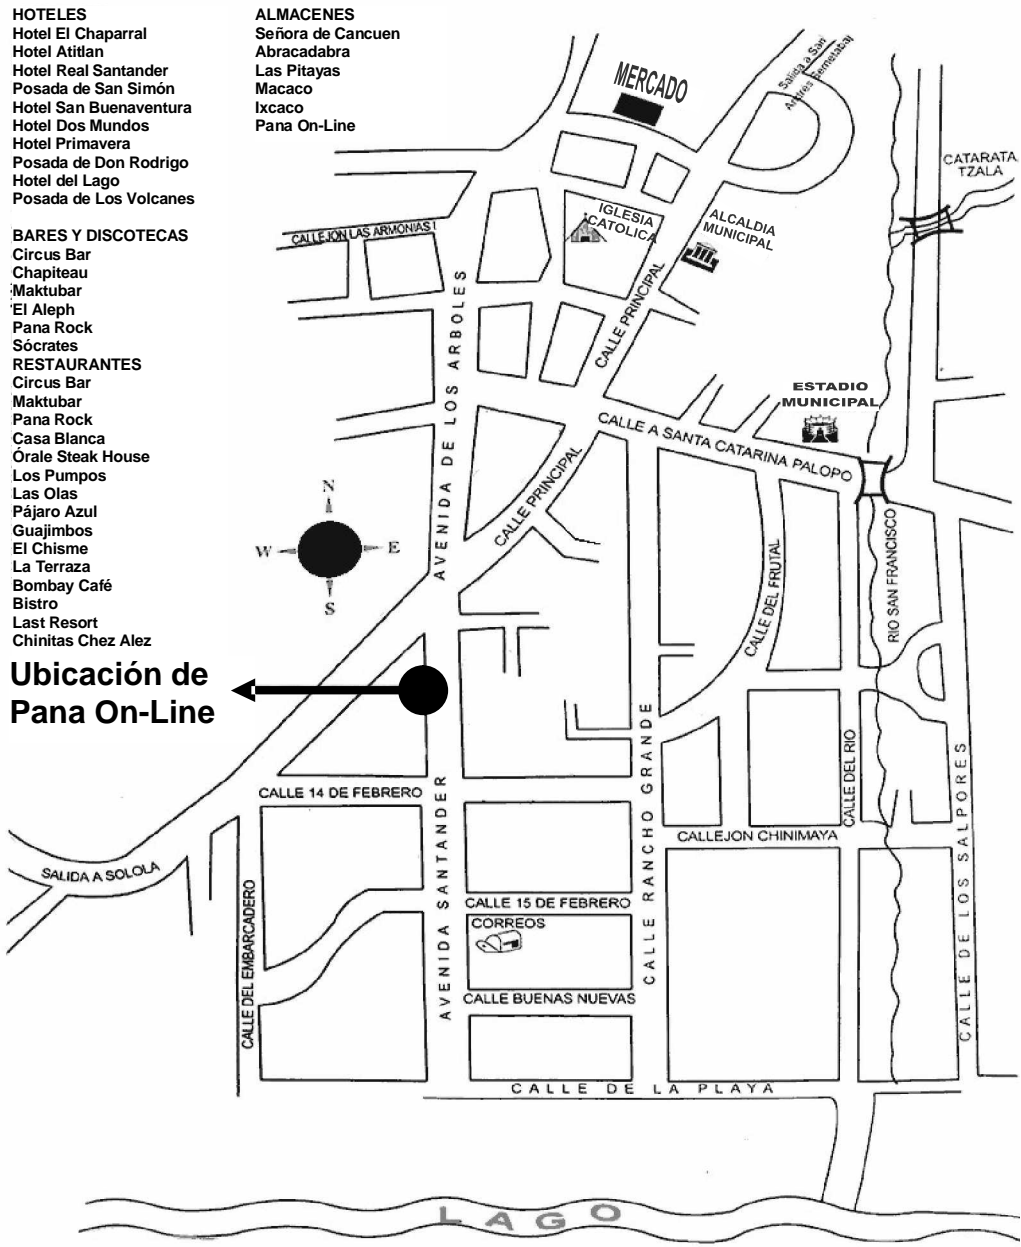 HOTELES
Hotel El Chaparral
Hotel Atitlan
Hotel Real Santander
Posada de San Simón
Hotel San Buenaventura
Hotel Dos Mundos
Hotel Primavera
Posada de Don Rodrigo
Hotel del Lago
Posada de Los Volcanes
BARES Y DISCOTECAS
Circus Bar
Chapiteau
Maktubar
El Aleph
Pana Rock
Sócrates
RESTAURANTES
Circus Bar
Maktubar
Pana Rock
Casa Blanca
Órale Steak House
Los Pumpos
Las Olas
Pájaro Azul
Guajimbos
El Chisme
La Terraza
Bombay Café
Bistro
Last Resort
Chinitas Chez Alez
Ubicación de
Pana On-Line
ALMACENES
Señora de Cancuen
Abracadabra
Las Pitayas
Macaco
Ixcaco
Pana On-Line
MERCADO
Salida a San
Andres Semetabaj
CATARATA
TZALA
IGLESIA
CATOLICA
ALCALDIA
MUNICIPAL
CALLEJON LAS ARMONIAS I
AVENIDA DE LOS ARBOLES
CALLE PRINCIPAL
ESTADIO
MUNICIPAL
CALLE A SANTA CATARINA PALOPO
CALLE PRINCIPAL
N
W
E
S
CALLE DEL FRUTAL
RIO SAN FRANCISCO
CALLE RANCHO GRANDE
CALLE DEL RIO
CALLE DE LOS SALPORES
CALLE 14 DE FEBRERO
AVENIDA SANTANDER
CALLEJON CHINIMAYA
SALIDA A SOLOLA
CALLE DEL EMBARCADERO
CALLE 15 DE FEBRERO
CORREOS
CALLE BUENAS NUEVAS
CALLE DE LA PLAYA
LAGO